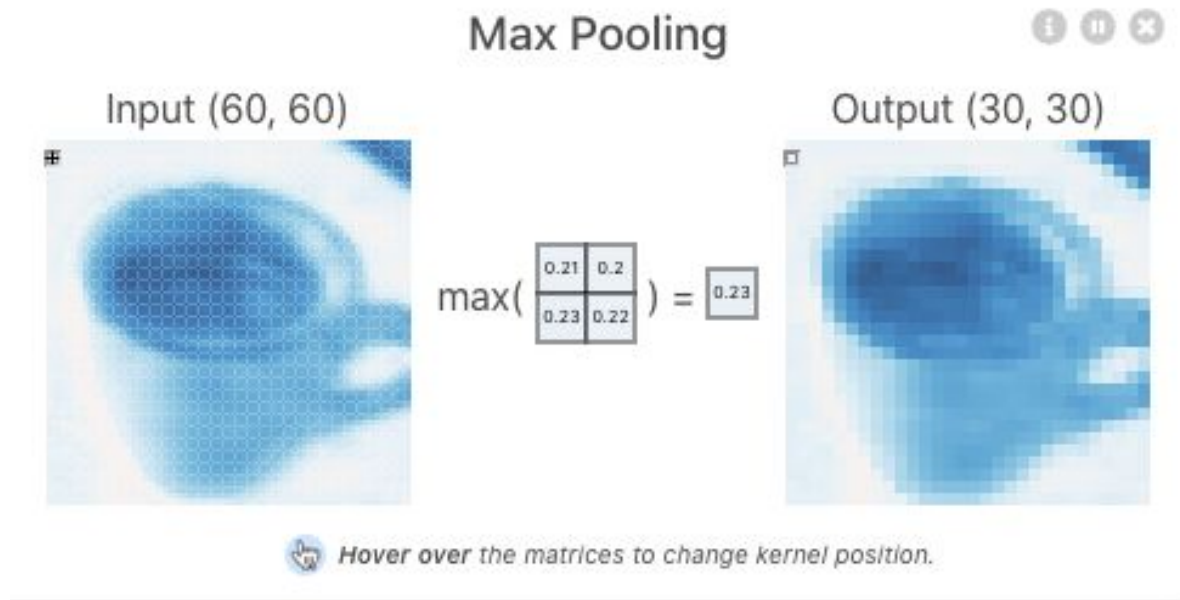 Max Pooling
Input (60, 60)
Output (30, 30)
max(
0.21 0.2
0.23 0.22
) =
0.23
Hover over the matrices to change kernel position.